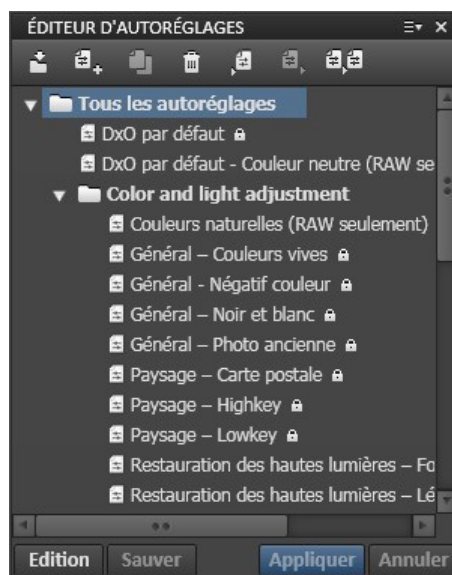 ÉDITEUR D'AUTORÉGLAGES
Tous les autoréglages
DxO par défaut
DxO par défaut - Couleur neutre (RAW se
Color and light adjustment
Couleurs naturelles (RAW seulement)
Général – Couleurs vives
Général - Négatif couleur
Général – Noir et blanc
Général – Photo ancienne
Paysage – Carte postale
Paysage – Highkey
Paysage – Lowkey
Restauration des hautes lumières – Fo
Restauration des hautes lumières – Lé
Edition Sauver Appliquer Annuler